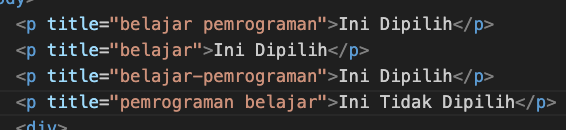 <p title="belajar pemrograman">Ini Dipilih</p>
<p title="belajar">Ini Dipilih</p>
<p title="belajar-pemrograman">Ini Dipilih</p>
<p title="pemrograman belajar">Ini Tidak Dipilih</p>
<div>